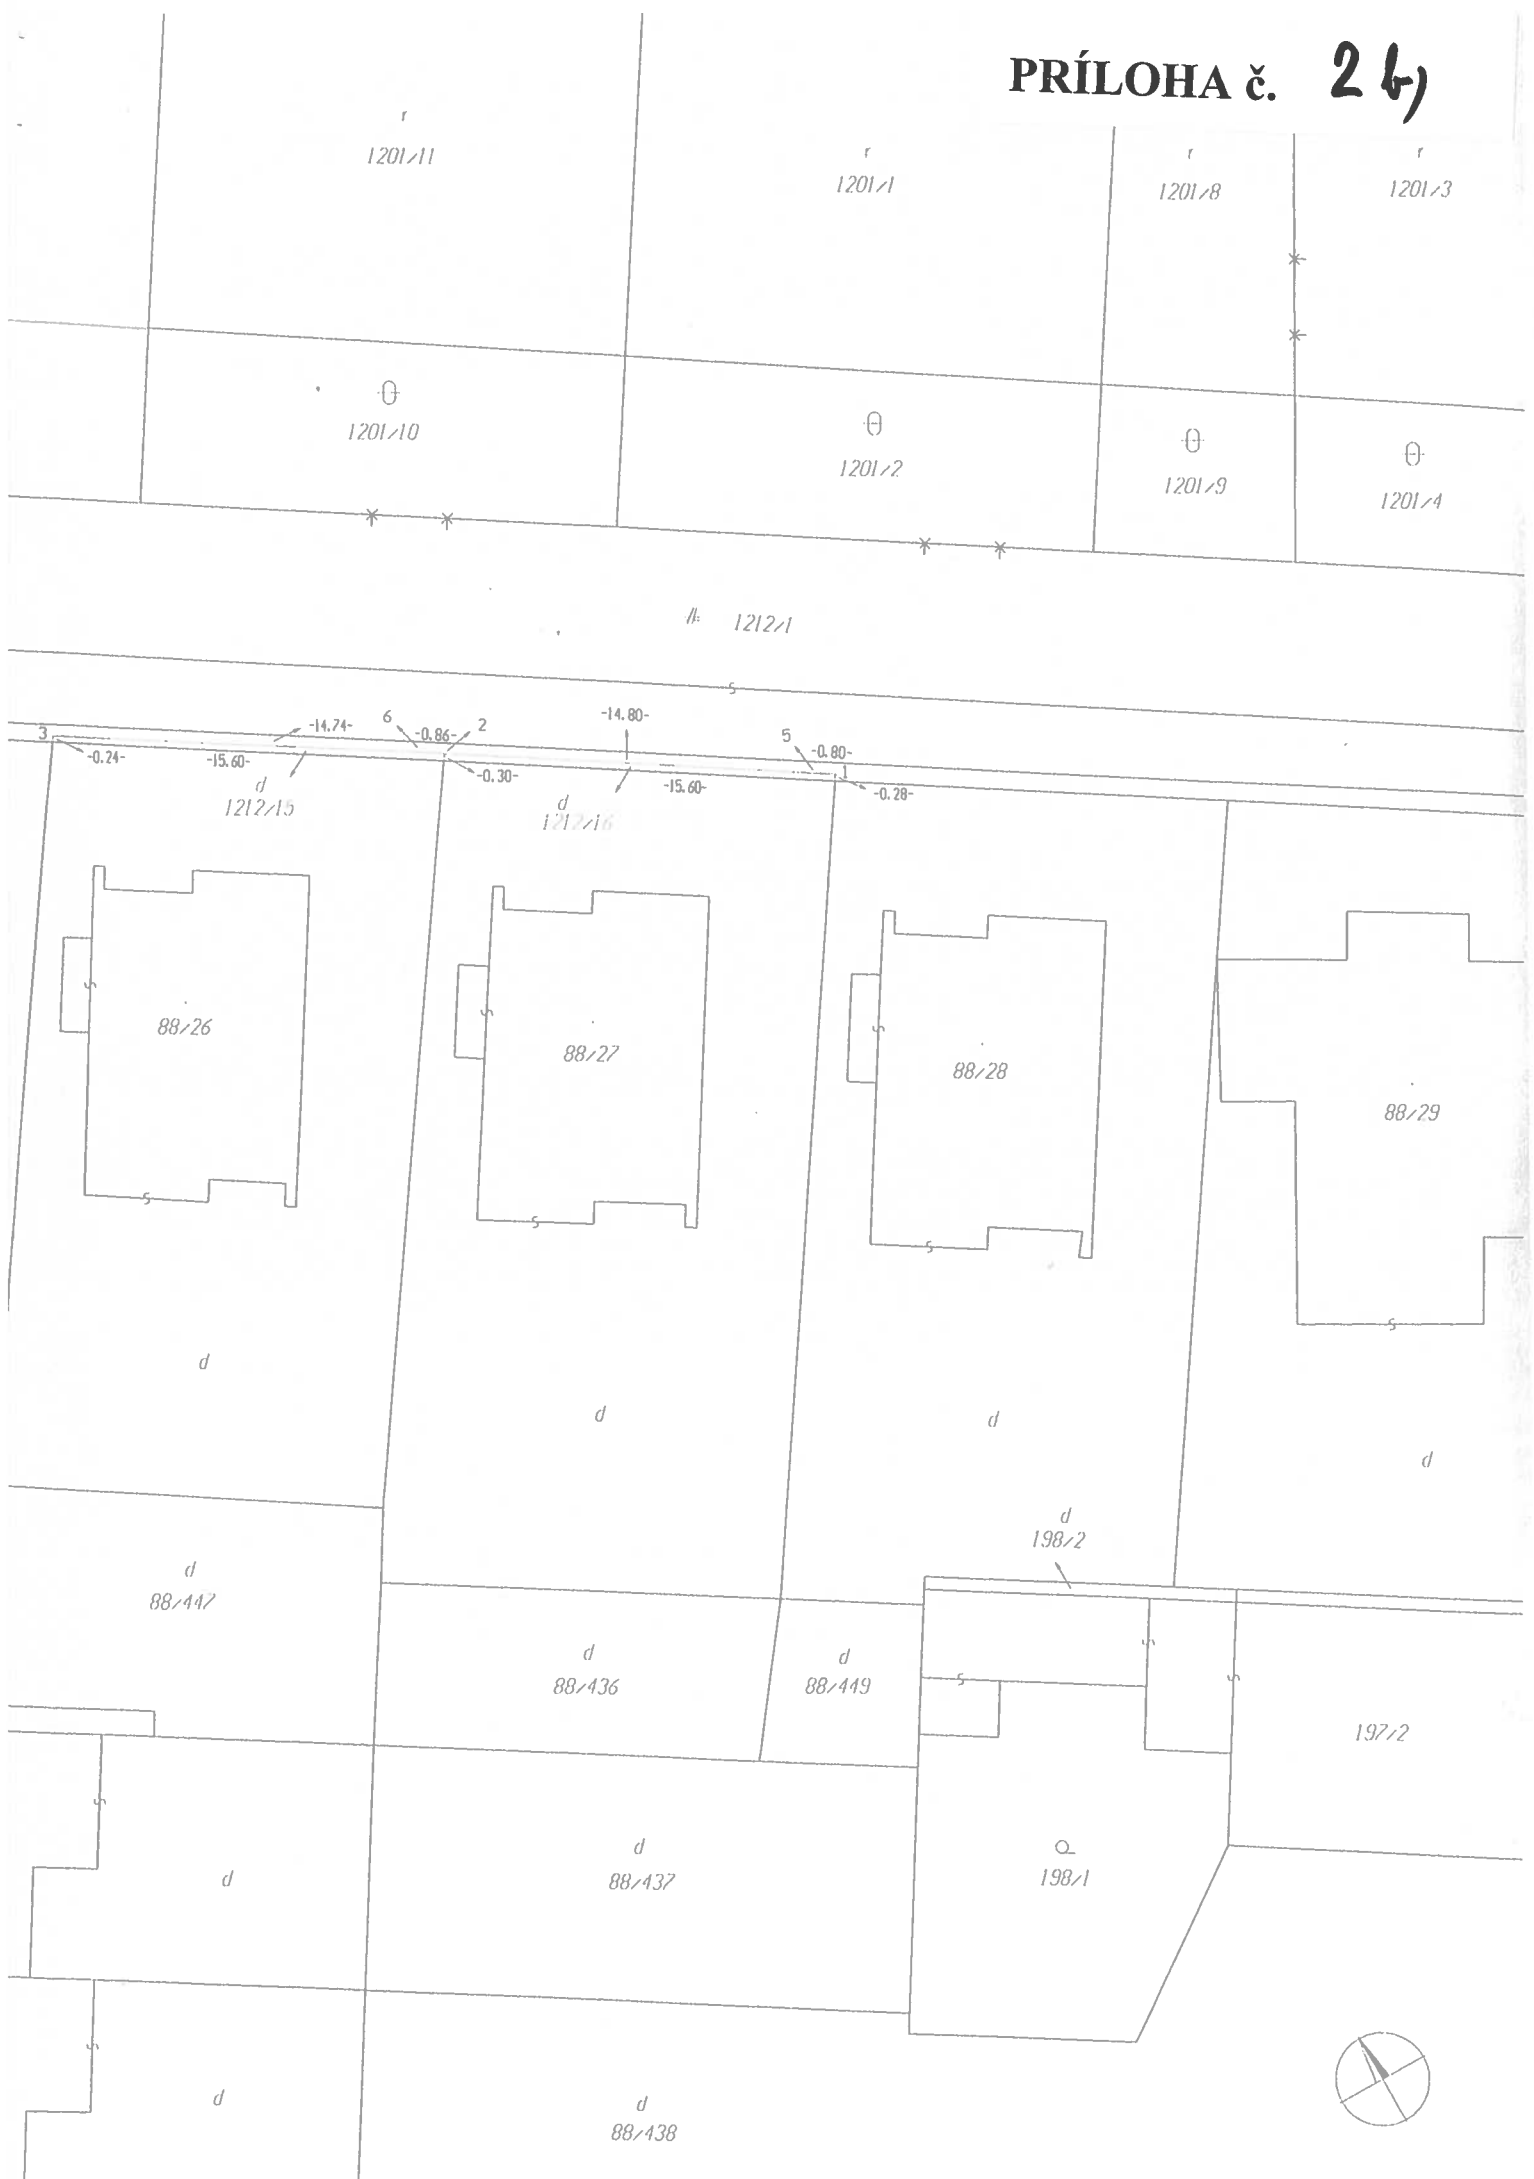 PRÍLOHA č. 2 b)
r
1201/11
r
1201/1
r
1201/8
r
1201/3
1201/10
1201/2
1201/9
1201/4
1212/1
3
-14.74-
6
-0.86-
2
-14.80-
5
-0.80-
1
-0.24-
-15.60-
-0.30-
-15.60-
-0.28-
d
1212/15
d
1212/16
88/26
88/27
88/28
88/29
d
d
d
d
d
198/2
d
88/447
d
88/436
d
88/449
197/2
d
d
88/437
198/1
d
d
88/438